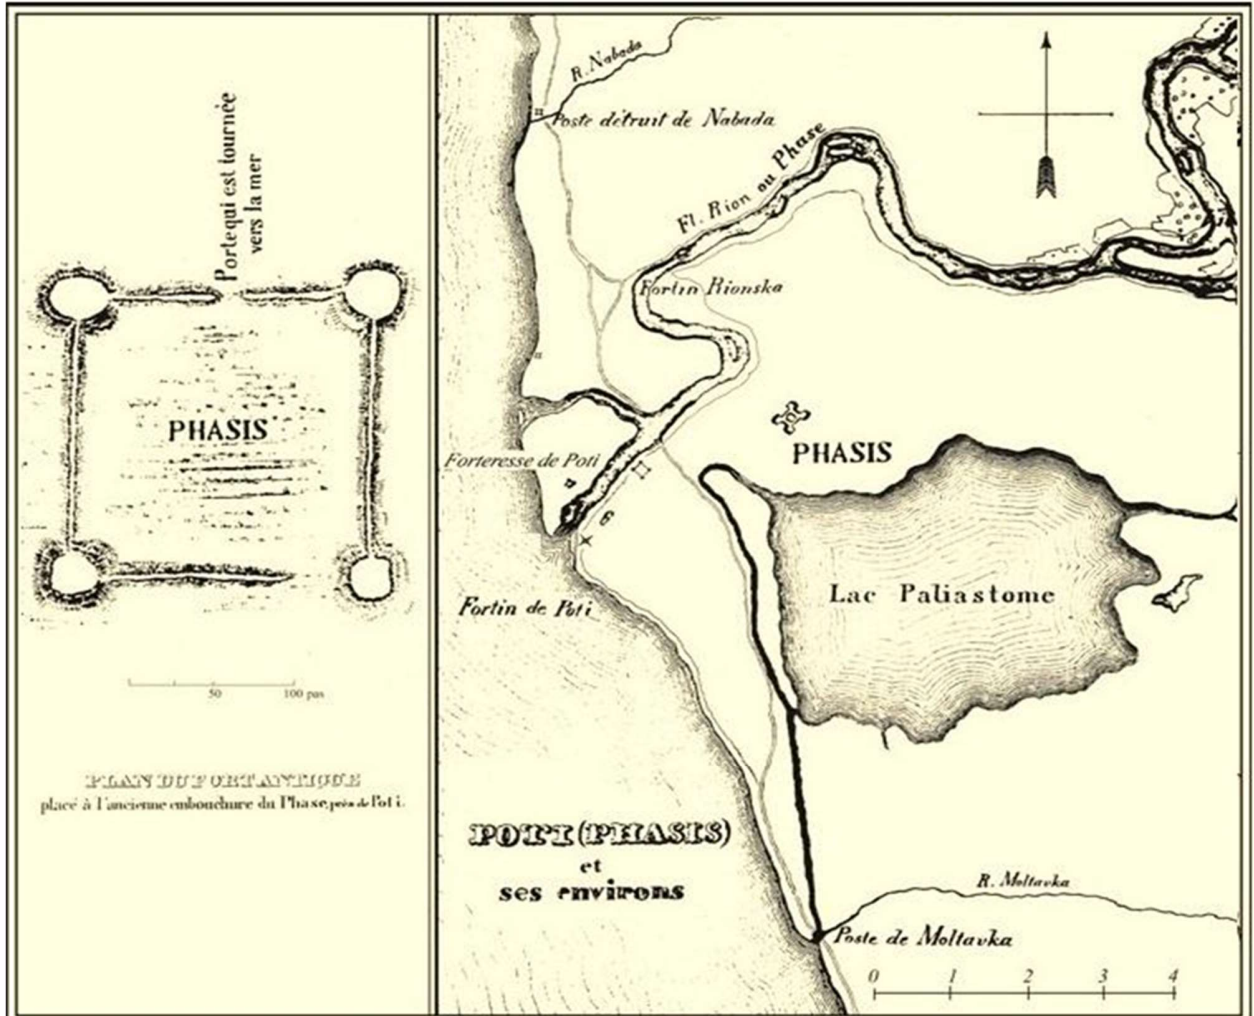 Porte qui est tournée
vers la mer
PHASIS
50 100 pas
PLAN DU FORT ANTIQUE
placé à l'ancienne embouchure du Phase, près de Poti.
R. Nabada
Poste détruit de Nabada
Fl. Rion ou Phase
Fortin Rionska
PHASIS
Forteresse de Poti
Lac Paliastome
Fortin de Poti
POTI (PHASIS)
et
ses environs
R. Moltavka
Poste de Moltavka
0 1 2 3 4